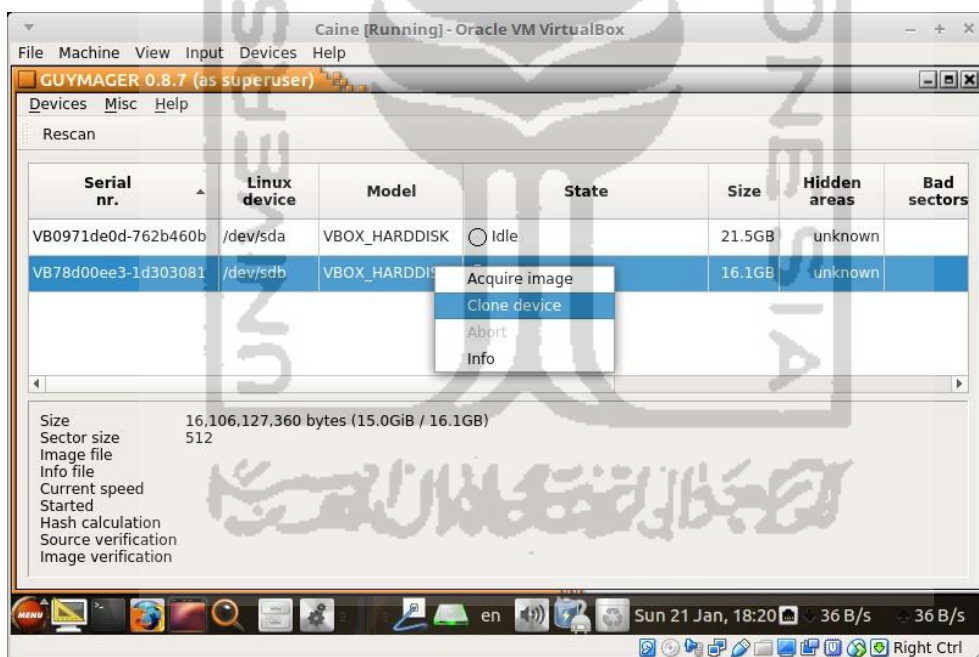 Caine [Running] - Oracle VM VirtualBox
File Machine View Input Devices Help
GUYMAGER 0.8.7 (as superuser)
Devices Misc Help
Rescan
Serial nr. Linux device Model State Size Hidden areas Bad sectors
VB0971de0d-762b460b /dev/sda VBOX_HARDDISK Idle 21.5GB unknown
VB78d00ee3-1d303081 /dev/sdb VBOX_HARDDIS 16.1GB unknown
Acquire image
Clone device
Abort
Info
Size 16,106,127,360 bytes (15.0GiB / 16.1GB)
Sector size 512
Image file
Info file
Current speed
Started
Hash calculation
Source verification
Image verification
MENU en Sun 21 Jan, 18:20 36 B/s 36 B/s
Right Ctrl
UNIVERS
ONESIA